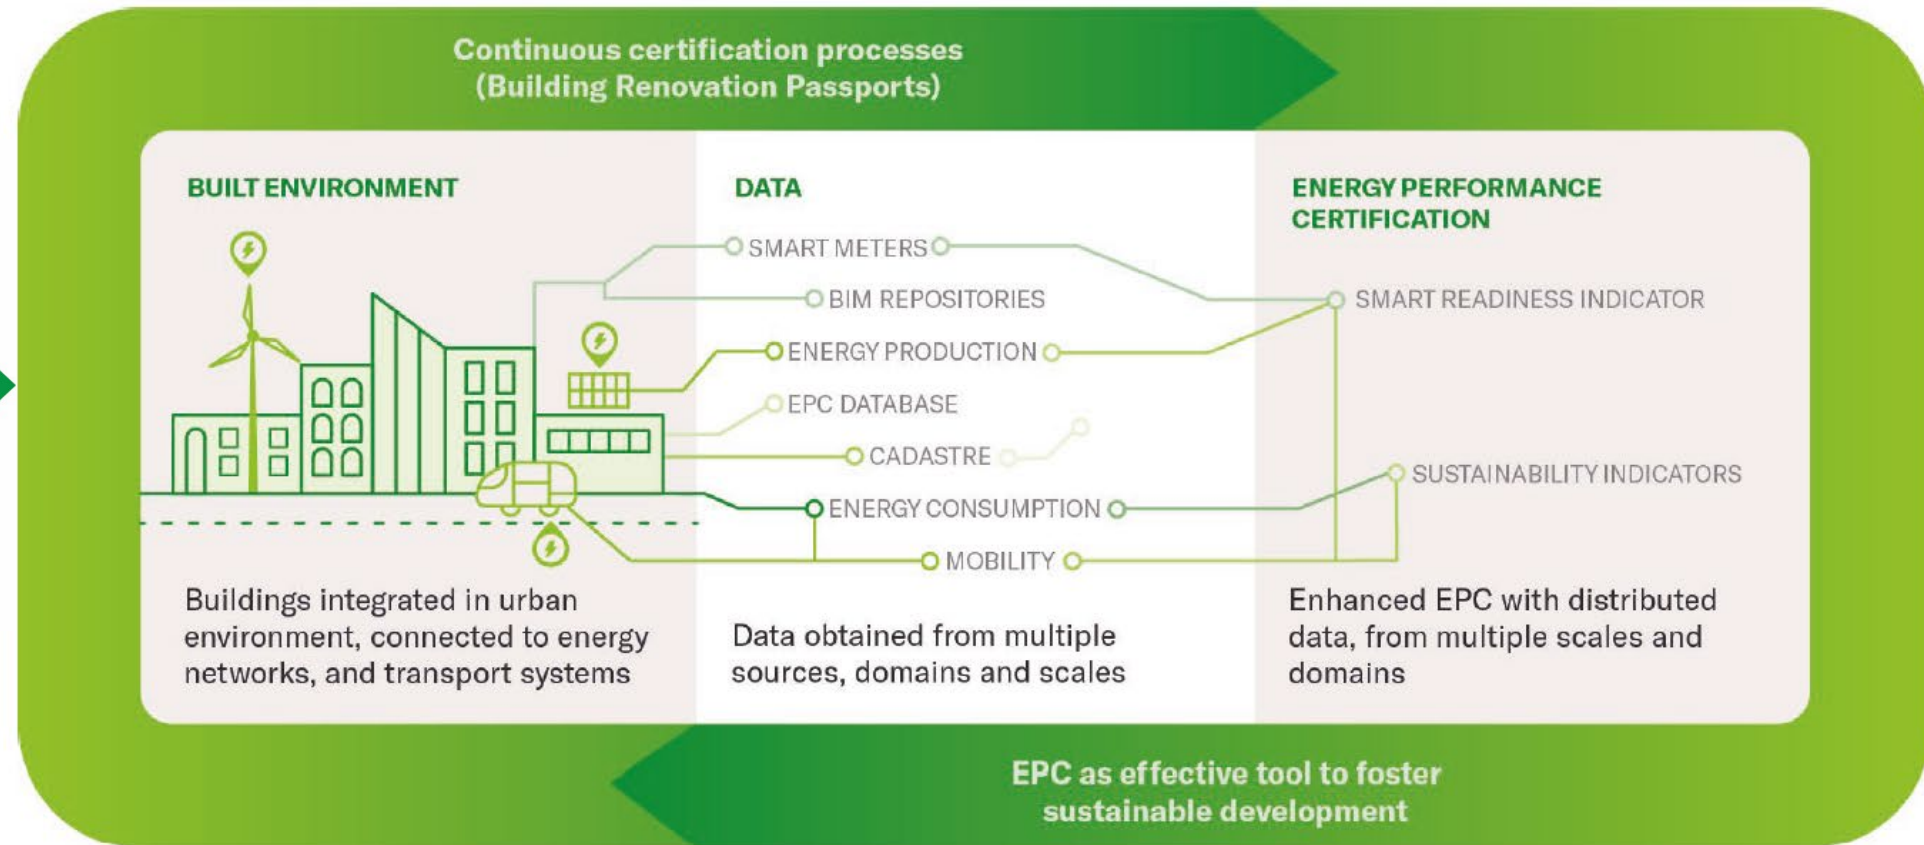 Continuous certification processes
(Building Renovation Passports)
BUILT ENVIRONMENT
DATA
ENERGY PERFORMANCE
CERTIFICATION
SMART METERS
BIM REPOSITORIES
ENERGY PRODUCTION
EPC DATABASE
CADASTRE
ENERGY CONSUMPTION
MOBILITY
SMART READINESS INDICATOR
SUSTAINABILITY INDICATORS
Buildings integrated in urban
environment, connected to energy
networks, and transport systems
Data obtained from multiple
sources, domains and scales
Enhanced EPC with distributed
data, from multiple scales and
domains
EPC as effective tool to foster
sustainable development